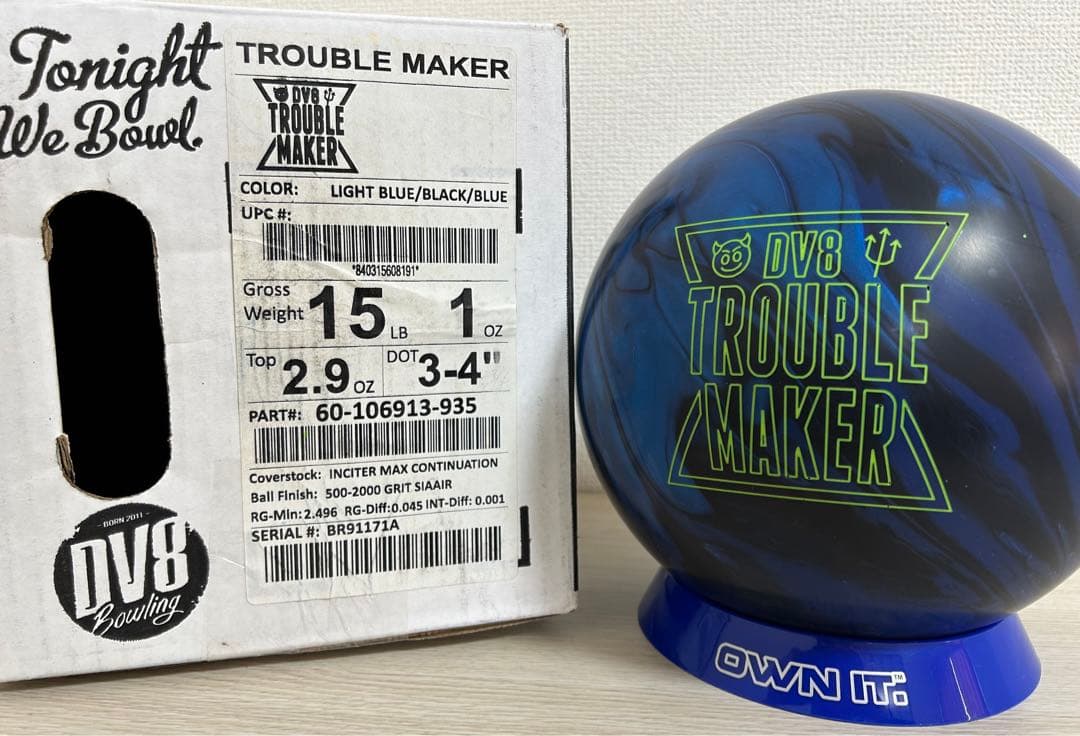 Tonight
We Bowl.
TROUBLE MAKER
DV8
TROUBLE
MAKER
COLOR: LIGHT BLUE/BLACK/BLUE
UPC #:
*840315608191*
Gross
Weight 15 LB 1 OZ
Top 2.9 OZ DOT 3-4"
PART#: 60-106913-935
Coverstock: INCITER MAX CONTINUATION
Ball Finish: 500-2000 GRIT SIAAIR
RG-Min: 2.496 RG-Diff: 0.045 INT-Diff: 0.001
SERIAL #: BR91171A
- BORN 2011 -
DV8
Bowling
DV8
TROUBLE
MAKER
OWN IT.™